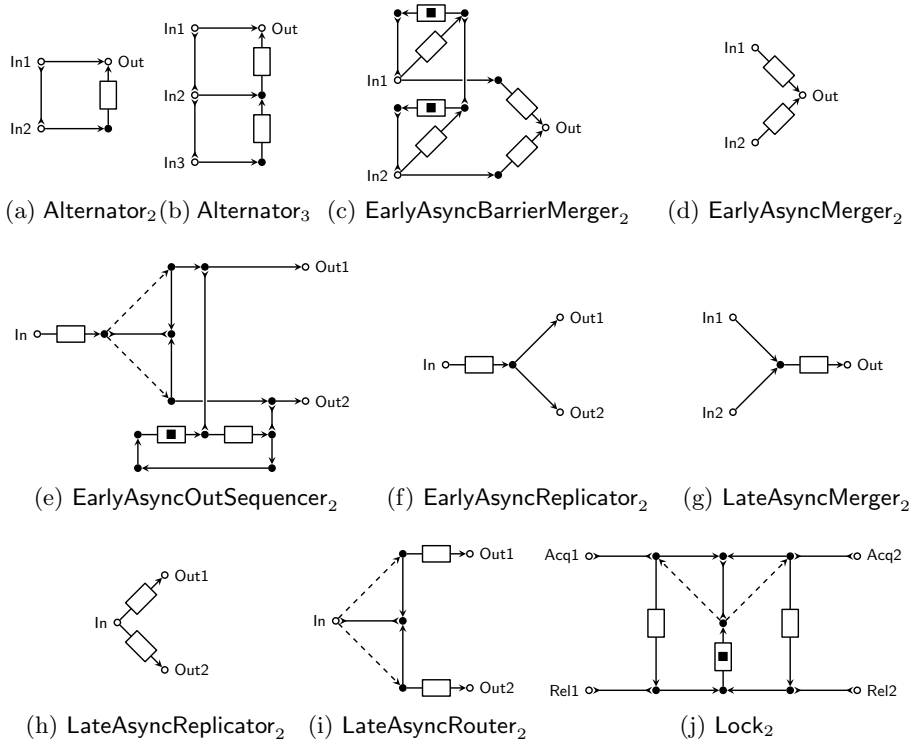 In1 Out
In2
In1 Out
In2
In3
In1
In2
Out
In1
In2
Out
(a) Alternator2 (b) Alternator3 (c) EarlyAsyncBarrierMerger2 (d) EarlyAsyncMerger2
In
Out1
Out2
In
Out1
Out2
In1
In2
Out
(e) EarlyAsyncOutSequencer2 (f) EarlyAsyncReplicator2 (g) LateAsyncMerger2
In
Out1
Out2
In
Out1
Out2
Acq1 Acq2
Rel1 Rel2
(h) LateAsyncReplicator2 (i) LateAsyncRouter2 (j) Lock2